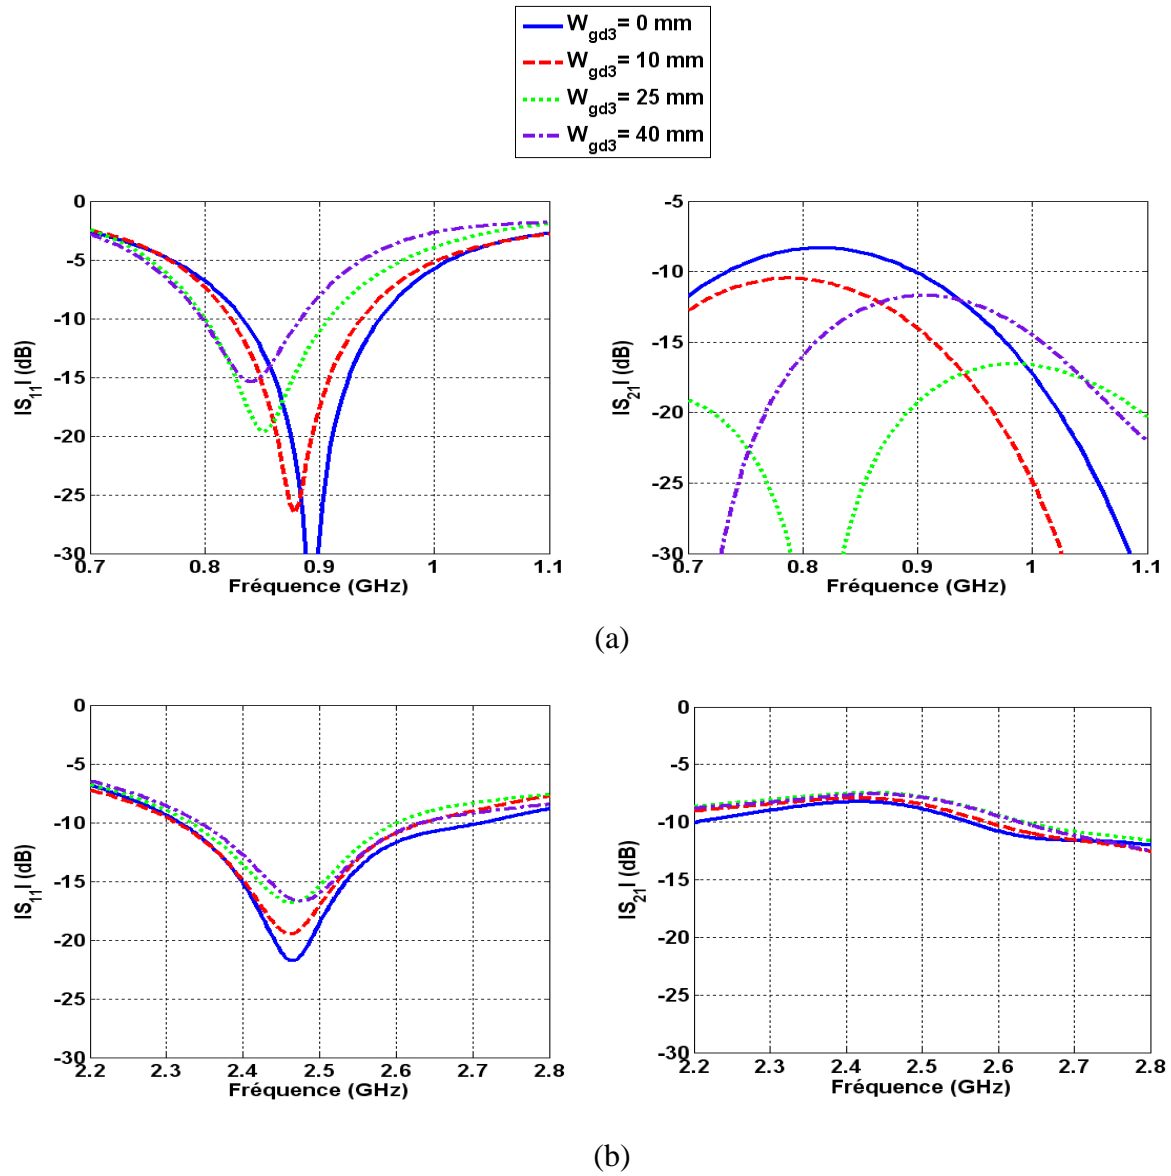 W_gd3 = 0 mm
W_gd3 = 10 mm
W_gd3 = 25 mm
W_gd3 = 40 mm
0
-5
-10
-15
-20
-25
-30
|S_11| (dB)
0.7 0.8 0.9 1 1.1
Fréquence (GHz)
-5
-10
-15
-20
-25
-30
|S_21| (dB)
0.7 0.8 0.9 1 1.1
Fréquence (GHz)
(a)
0
-5
-10
-15
-20
-25
-30
|S_11| (dB)
2.2 2.3 2.4 2.5 2.6 2.7 2.8
Fréquence (GHz)
0
-5
-10
-15
-20
-25
-30
|S_21| (dB)
2.2 2.3 2.4 2.5 2.6 2.7 2.8
Fréquence (GHz)
(b)